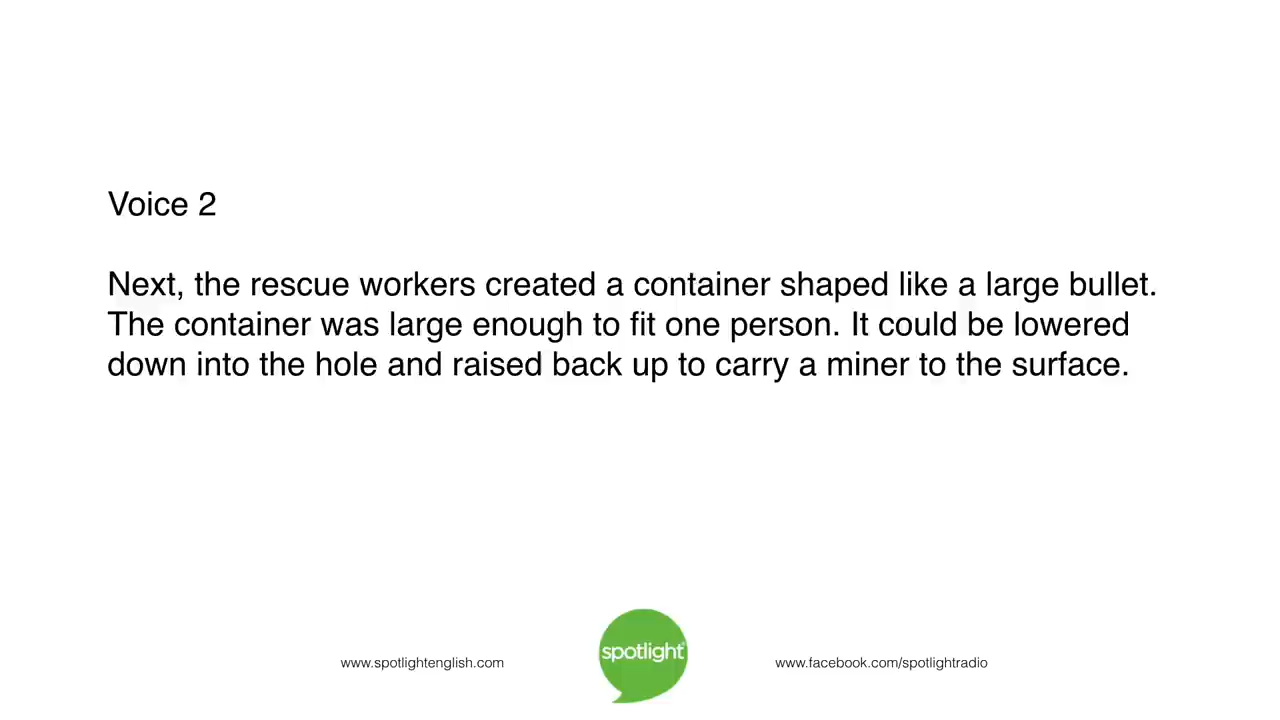 Voice 2
Next, the rescue workers created a container shaped like a large bullet.
The container was large enough to fit one person. It could be lowered
down into the hole and raised back up to carry a miner to the surface.
www.spotlightenglish.com
spotlight
www.facebook.com/spotlightradio